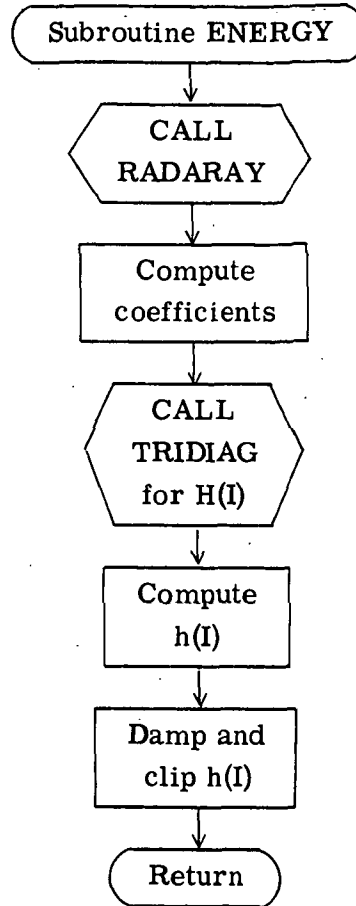 Subroutine ENERGY
CALL
RADARAY
Compute
coefficients
CALL
TRIDIAG
for H(I)
Compute
h(I)
Damp and
clip h(I)
Return